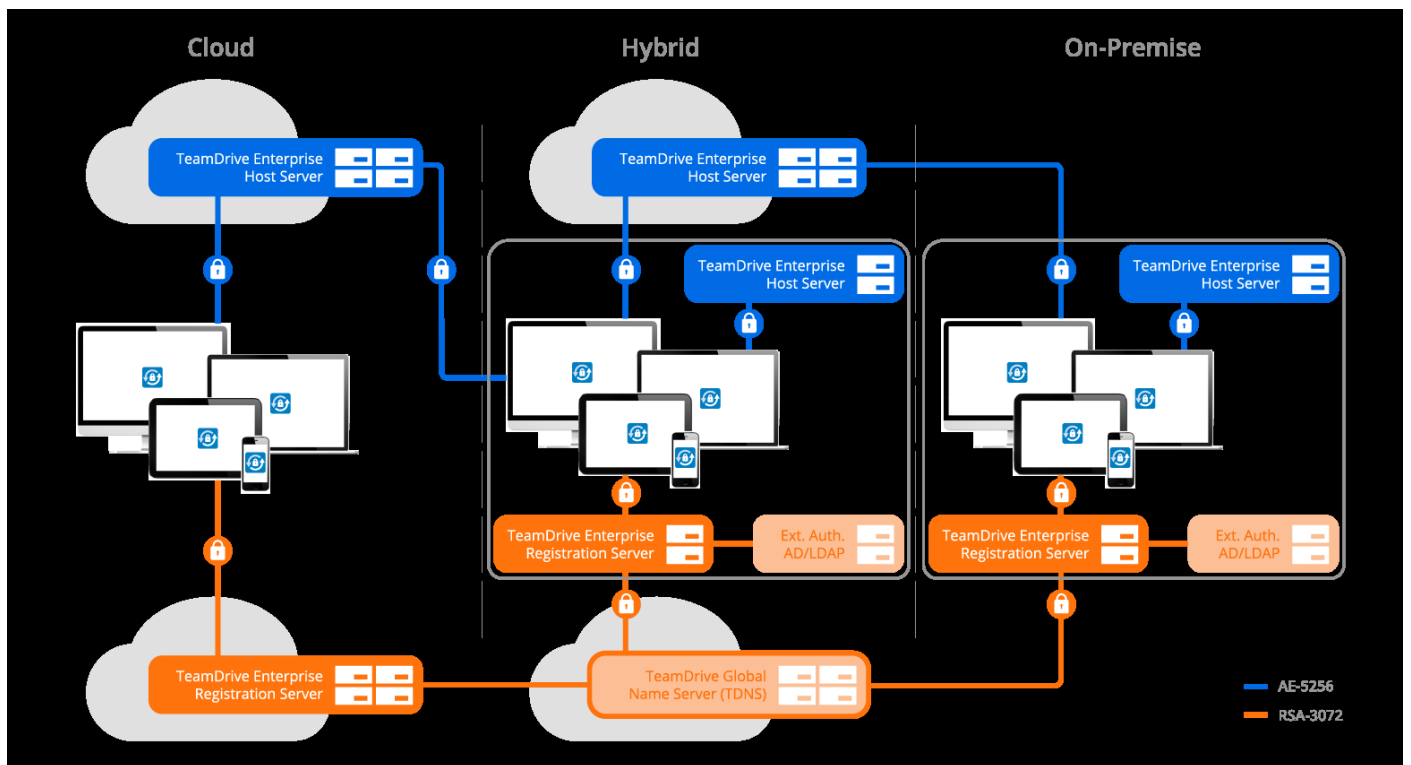 Cloud
Hybrid
On-Premise
TeamDrive Enterprise
Host Server
TeamDrive Enterprise
Host Server
TeamDrive Enterprise
Host Server
TeamDrive Enterprise
Host Server
TeamDrive Enterprise
Registration Server
Ext. Auth.
AD/LDAP
TeamDrive Enterprise
Registration Server
Ext. Auth.
AD/LDAP
TeamDrive Enterprise
Registration Server
TeamDrive Global
Name Server (TDNS)
AE-5256
RSA-3072